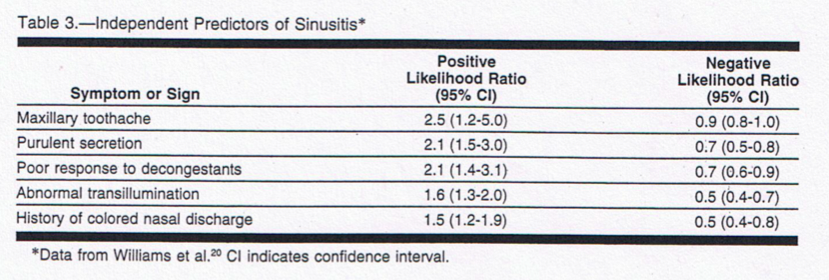 Table 3.—Independent Predictors of Sinusitis*
Symptom or Sign Positive Likelihood Ratio (95% CI) Negative Likelihood Ratio (95% CI)
Maxillary toothache 2.5 (1.2-5.0) 0.9 (0.8-1.0)
Purulent secretion 2.1 (1.5-3.0) 0.7 (0.5-0.8)
Poor response to decongestants 2.1 (1.4-3.1) 0.7 (0.6-0.9)
Abnormal transillumination 1.6 (1.3-2.0) 0.5 (0.4-0.7)
History of colored nasal discharge 1.5 (1.2-1.9) 0.5 (0.4-0.8)
*Data from Williams et al.²⁰ CI indicates confidence interval.